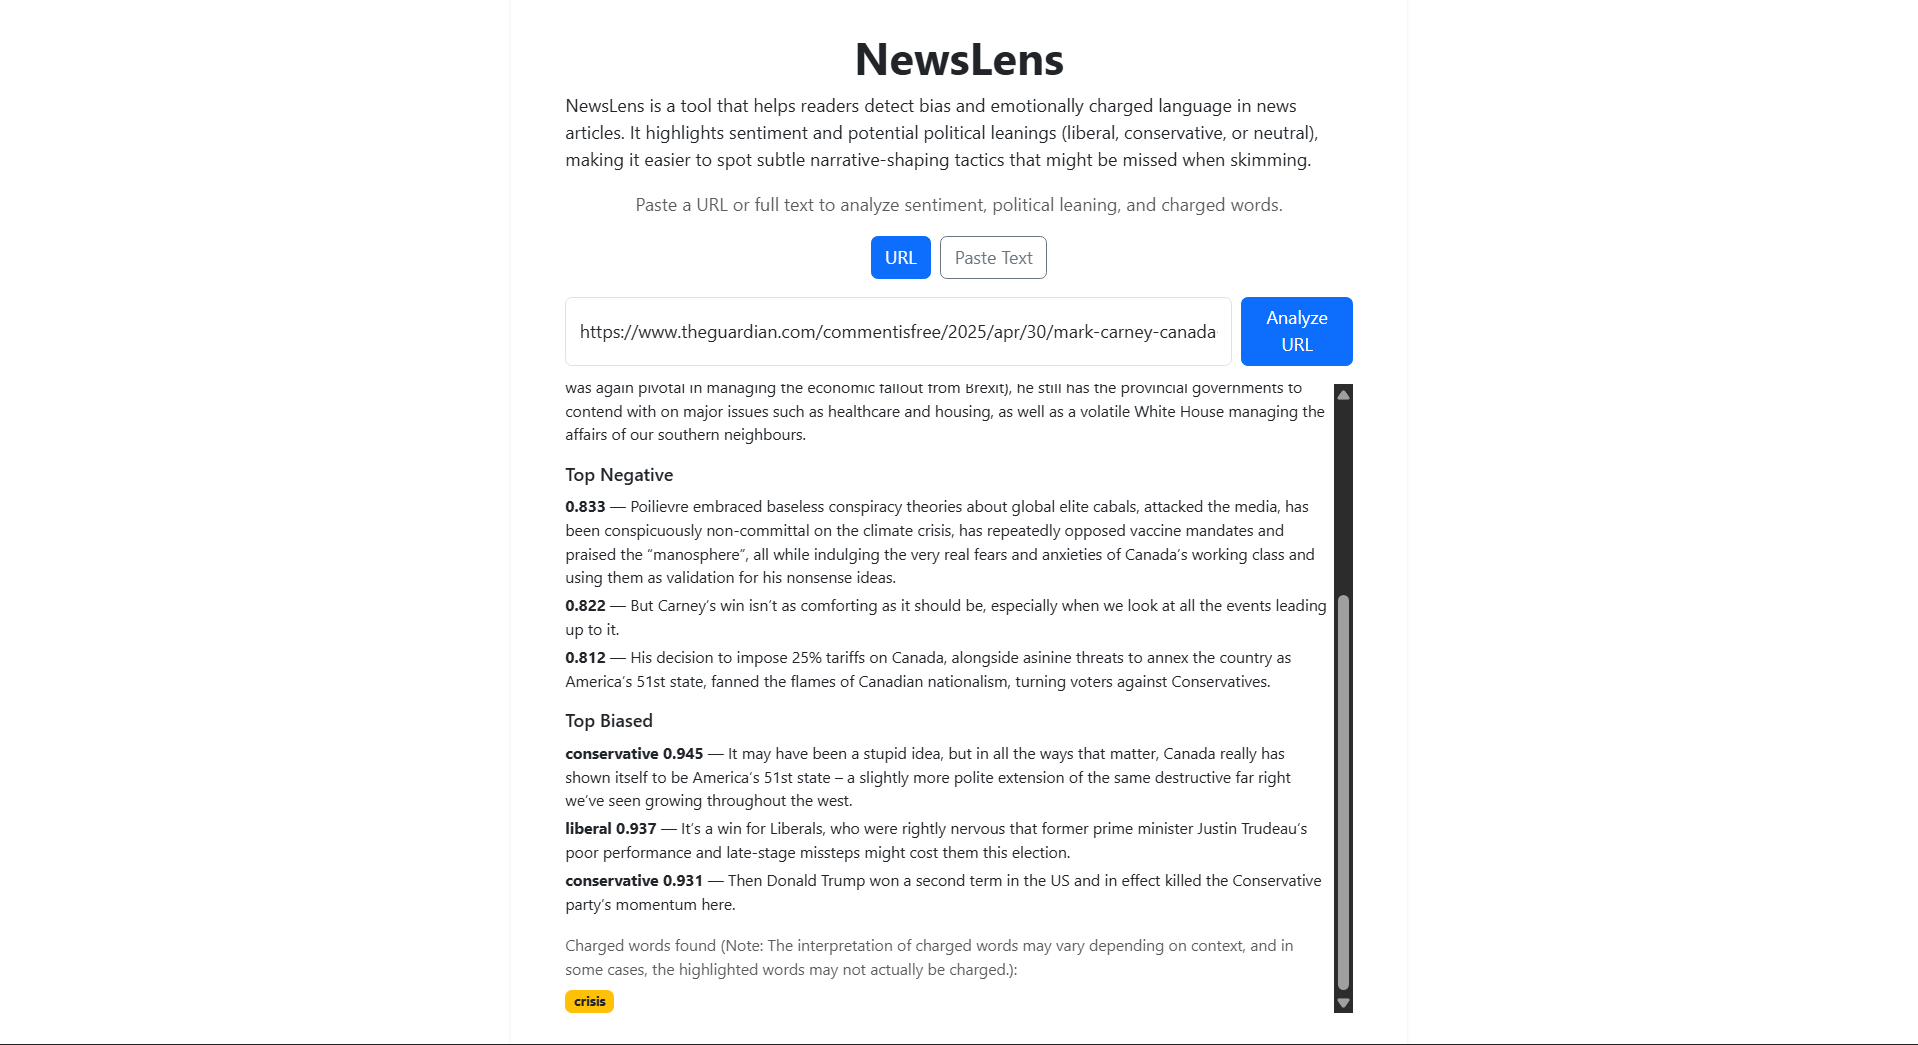 NewsLens
NewsLens is a tool that helps readers detect bias and emotionally charged language in news
articles. It highlights sentiment and potential political leanings (liberal, conservative, or neutral),
making it easier to spot subtle narrative-shaping tactics that might be missed when skimming.
Paste a URL or full text to analyze sentiment, political leaning, and charged words.
URL
Paste Text
https://www.theguardian.com/commentisfree/2025/apr/30/mark-carney-canada
Analyze
URL
was again pivotal in managing the economic fallout from Brexit), he still has the provincial governments to
contend with on major issues such as healthcare and housing, as well as a volatile White House managing the
affairs of our southern neighbours.
Top Negative
0.833 — Poilievre embraced baseless conspiracy theories about global elite cabals, attacked the media, has
been conspicuously non-committal on the climate crisis, has repeatedly opposed vaccine mandates and
praised the “manosphere”, all while indulging the very real fears and anxieties of Canada’s working class and
using them as validation for his nonsense ideas.
0.822 — But Carney’s win isn’t as comforting as it should be, especially when we look at all the events leading
up to it.
0.812 — His decision to impose 25% tariffs on Canada, alongside asinine threats to annex the country as
America’s 51st state, fanned the flames of Canadian nationalism, turning voters against Conservatives.
Top Biased
conservative 0.945 — It may have been a stupid idea, but in all the ways that matter, Canada really has
shown itself to be America’s 51st state – a slightly more polite extension of the same destructive far right
we’ve seen growing throughout the west.
liberal 0.937 — It’s a win for Liberals, who were rightly nervous that former prime minister Justin Trudeau’s
poor performance and late-stage missteps might cost them this election.
conservative 0.931 — Then Donald Trump won a second term in the US and in effect killed the Conservative
party’s momentum here.
Charged words found (Note: The interpretation of charged words may vary depending on context, and in
some cases, the highlighted words may not actually be charged.):
crisis